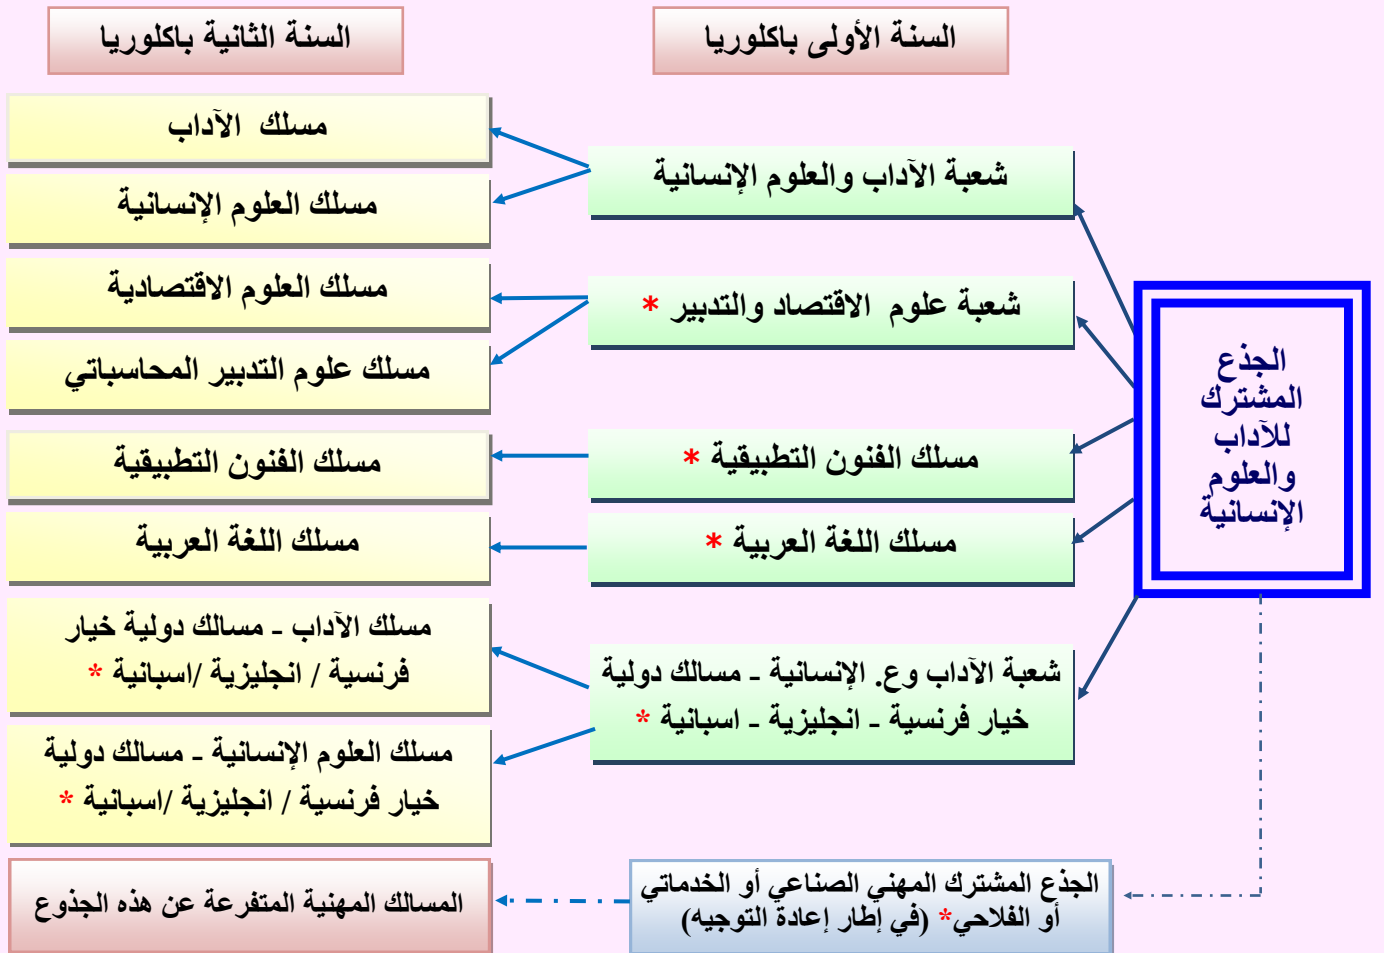 السنة الأولى باكلوريا
السنة الثانية باكلوريا
الجذع
المشترك
للآداب
والعلوم
الإنسانية
شعبة الآداب والعلوم الإنسانية
مسلك الآداب
مسلك العلوم الإنسانية
شعبة علوم الاقتصاد والتدبير *
مسلك العلوم الاقتصادية
مسلك علوم التدبير المحاسباتي
مسلك الفنون التطبيقية *
مسلك الفنون التطبيقية
مسلك اللغة العربية *
مسلك اللغة العربية
شعبة الآداب وع. الإنسانية - مسالك دولية
خيار فرنسية - انجليزية - اسبانية *
مسلك الآداب - مسالك دولية خيار
فرنسية / انجليزية /اسبانية *
مسلك العلوم الإنسانية - مسالك دولية
خيار فرنسية / انجليزية /اسبانية *
الجذع المشترك المهني الصناعي أو الخدماتي
أو الفلاحي* (في إطار إعادة التوجيه)
المسالك المهنية المتفرعة عن هذه الجذوع